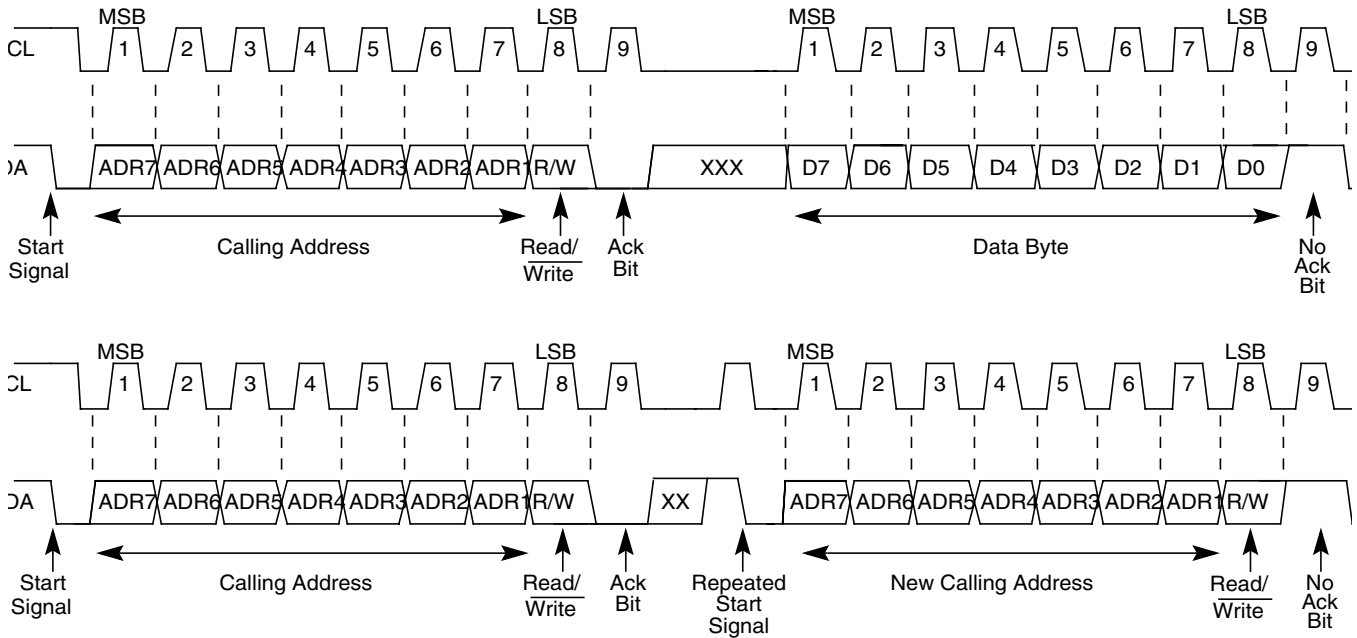 MSB LSB MSB LSB
CL 1 2 3 4 5 6 7 8 9 1 2 3 4 5 6 7 8 9
DA ADR7 ADR6 ADR5 ADR4 ADR3 ADR2 ADR1 R/W XXX D7 D6 D5 D4 D3 D2 D1 D0
Start Signal
Calling Address
Read/
Write
Ack
Bit
Data Byte
No
Ack
Bit
MSB LSB MSB LSB
CL 1 2 3 4 5 6 7 8 9 1 2 3 4 5 6 7 8 9
DA ADR7 ADR6 ADR5 ADR4 ADR3 ADR2 ADR1 R/W XX ADR7 ADR6 ADR5 ADR4 ADR3 ADR2 ADR1 R/W
Start
Signal
Calling Address
Read/
Write
Ack
Bit
Repeated
Start
Signal
New Calling Address
Read/
Write
No
Ack
Bit